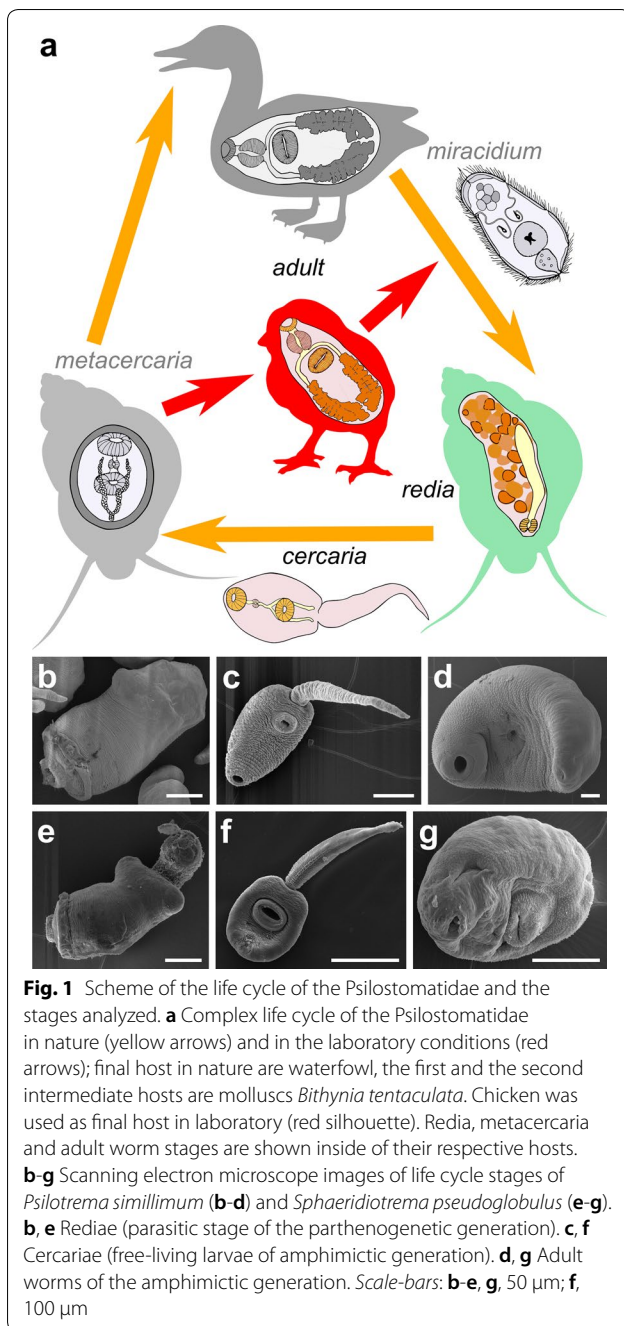 a
miracidium
adult
metacercaria
redia
cercaria
b
c
d
e
f
g
Fig. 1 Scheme of the life cycle of the Psilostomatidae and the
stages analyzed. a Complex life cycle of the Psilostomatidae
in nature (yellow arrows) and in the laboratory conditions (red
arrows); final host in nature are waterfowl, the first and the second
intermediate hosts are molluscs Bithynia tentaculata. Chicken was
used as final host in laboratory (red silhouette). Redia, metacercaria
and adult worm stages are shown inside of their respective hosts.
b-g Scanning electron microscope images of life cycle stages of
Psilotrema simillimum (b-d) and Sphaeridiotrema pseudoglobulus (e-g).
b, e Rediae (parasitic stage of the parthenogenetic generation). c, f
Cercariae (free-living larvae of amphimictic generation). d, g Adult
worms of the amphimictic generation. Scale-bars: b-e, g, 50 μm; f,
100 μm